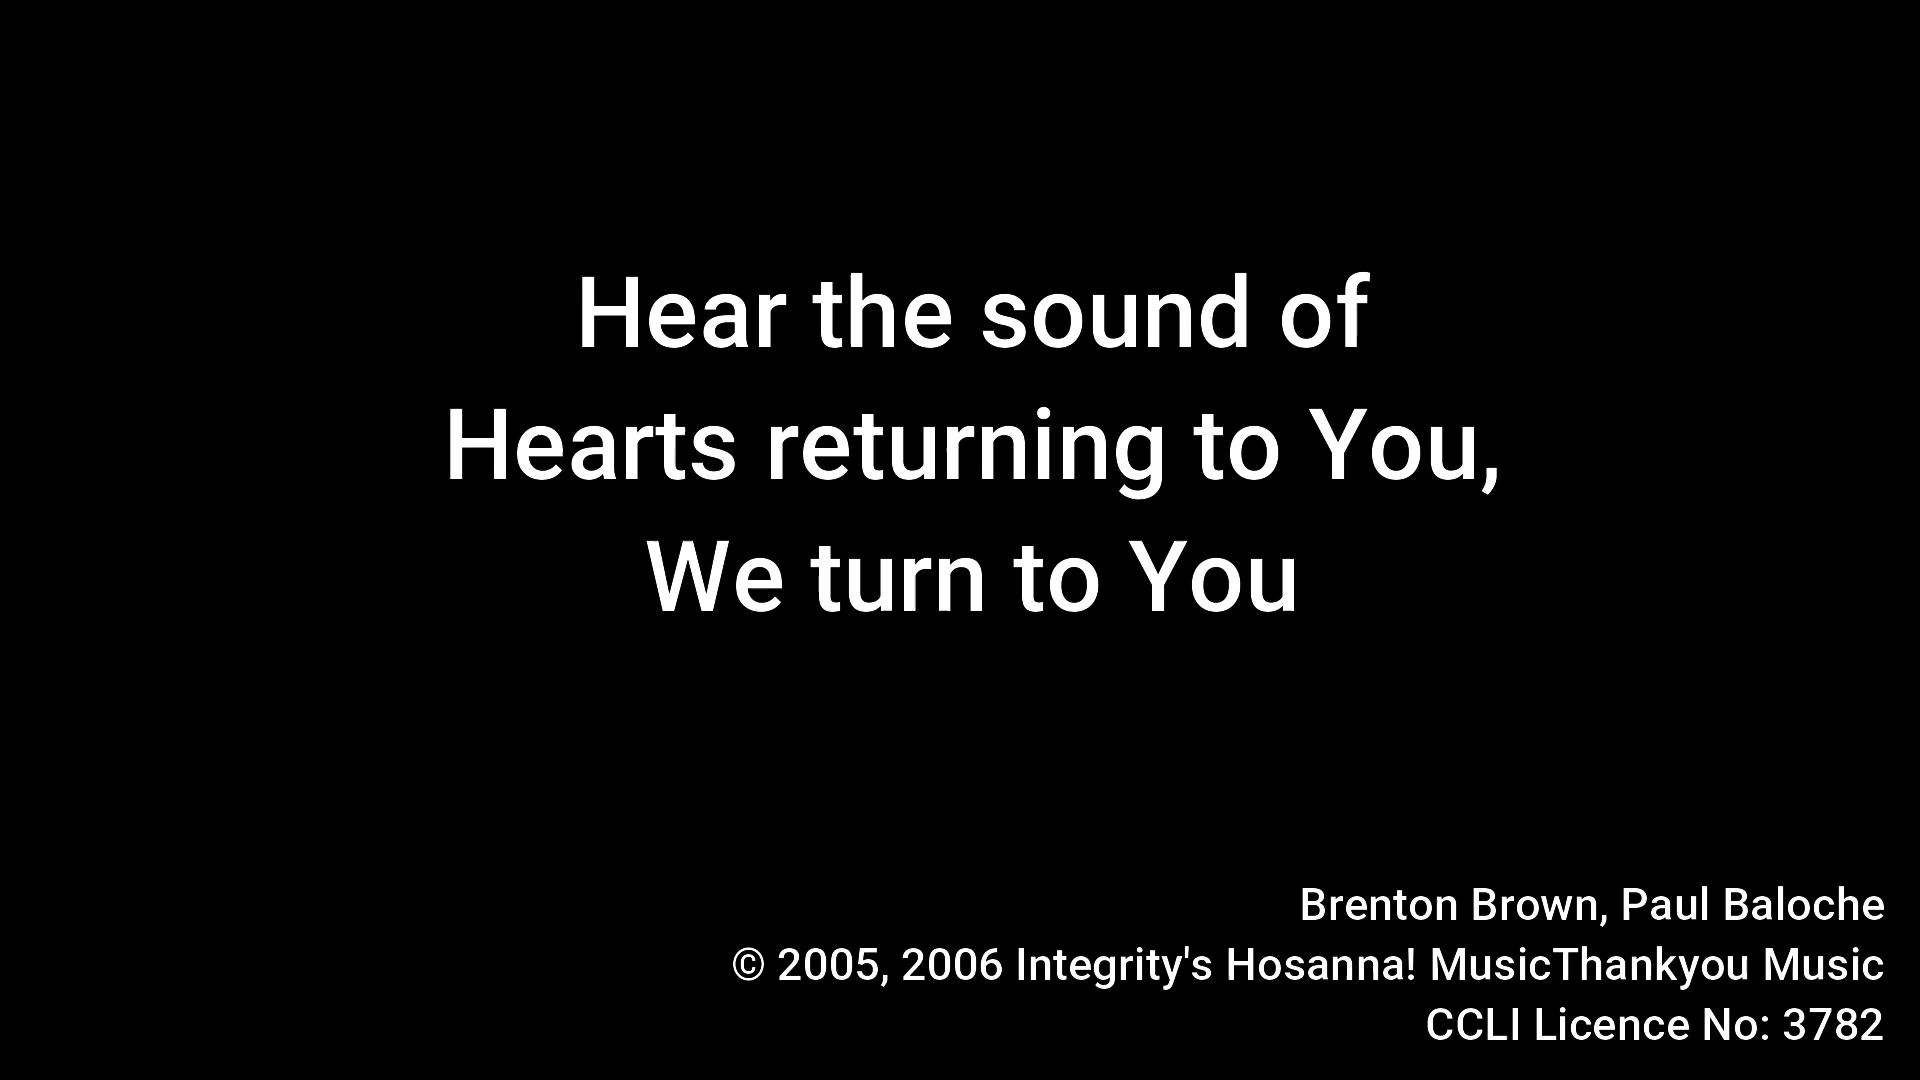 Hear the sound of
Hearts returning to You,
We turn to You
Brenton Brown, Paul Baloche
© 2005, 2006 Integrity's Hosanna! MusicThankyou Music
CCLI Licence No: 3782